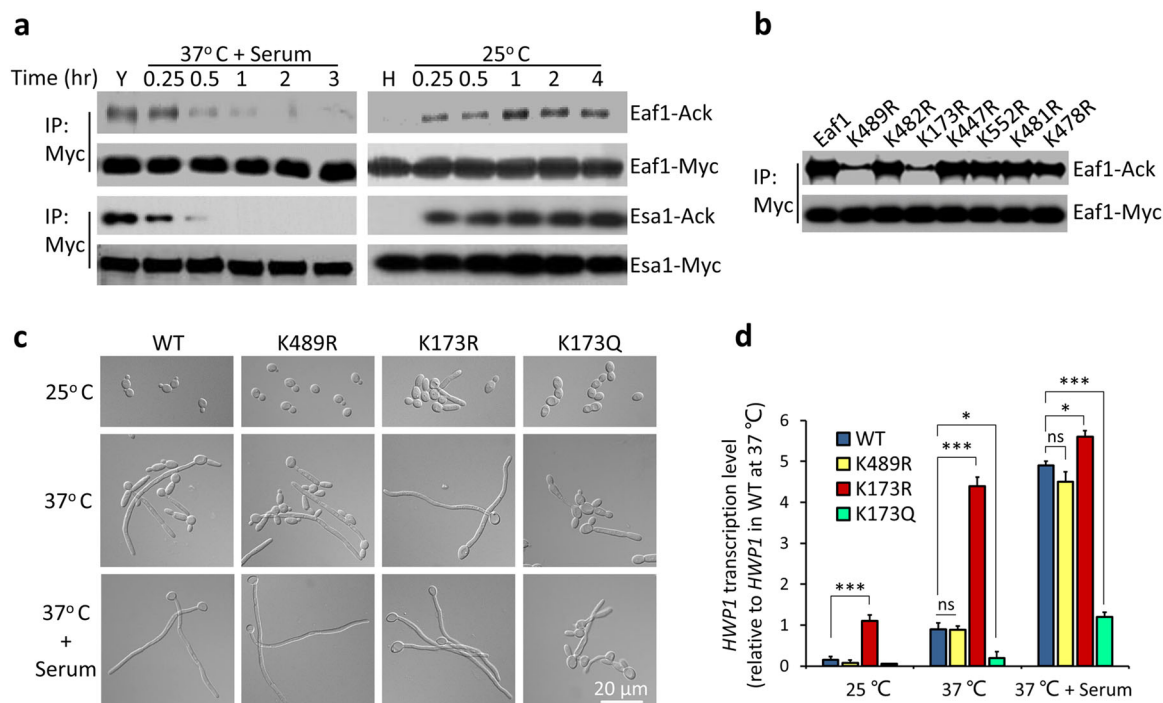 a
37° C + Serum
25° C
Time (hr) Y 0.25 0.5 1 2 3 H 0.25 0.5 1 2 4
IP:
Myc
Eaf1-Ack
Eaf1-Myc
IP:
Myc
Esa1-Ack
Esa1-Myc
b
Eaf1 K489R K482R K173R K447R K552R K481R K478R
IP:
Myc
Eaf1-Ack
Eaf1-Myc
c
WT K489R K173R K173Q
25° C
37° C
37° C
+
Serum
20 µm
d
HWP1 transcription level
(relative to HWP1 in WT at 37 °C)
6
5
4
3
2
1
0
WT
K489R
K173R
K173Q
***
ns
***
*
ns
*
***
25 °C 37 °C 37 °C + Serum